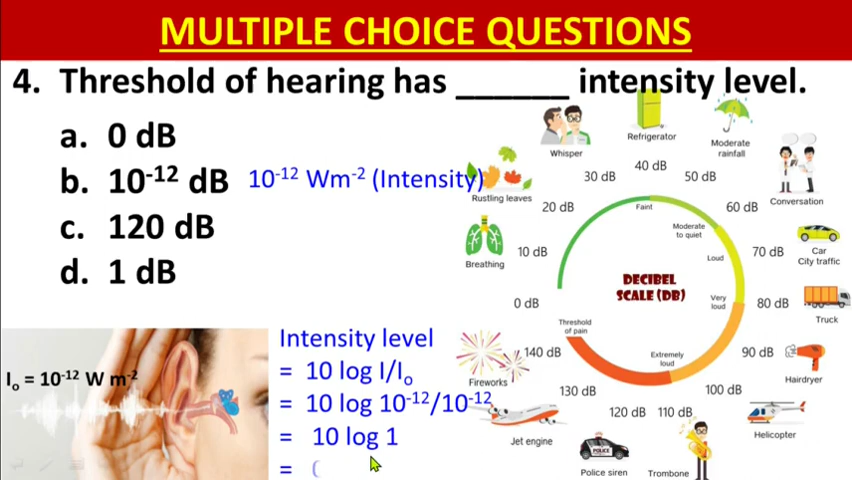 MULTIPLE CHOICE QUESTIONS
4. Threshold of hearing has ______ intensity level.
a. 0 dB
b. 10⁻¹² dB 10⁻¹² Wm⁻² (Intensity)
c. 120 dB
d. 1 dB
Iₒ = 10⁻¹² W m⁻²
Intensity level
= 10 log I/Iₒ
= 10 log 10⁻¹²/10⁻¹²
= 10 log 1
=
DECIBEL
SCALE (DB)
0 dB
Breathing
10 dB
Rustling leaves
20 dB
Whisper
30 dB
Refrigerator
40 dB
Moderate
rainfall
50 dB
Conversation
60 dB
Car
City traffic
70 dB
Truck
80 dB
Hairdryer
90 dB
Helicopter
100 dB
Trombone
110 dB
Police siren
120 dB
POLICE
Jet engine
130 dB
Fireworks
140 dB
Faint
Moderate
to quiet
Loud
Very
loud
Extremely
loud
Threshold
of pain